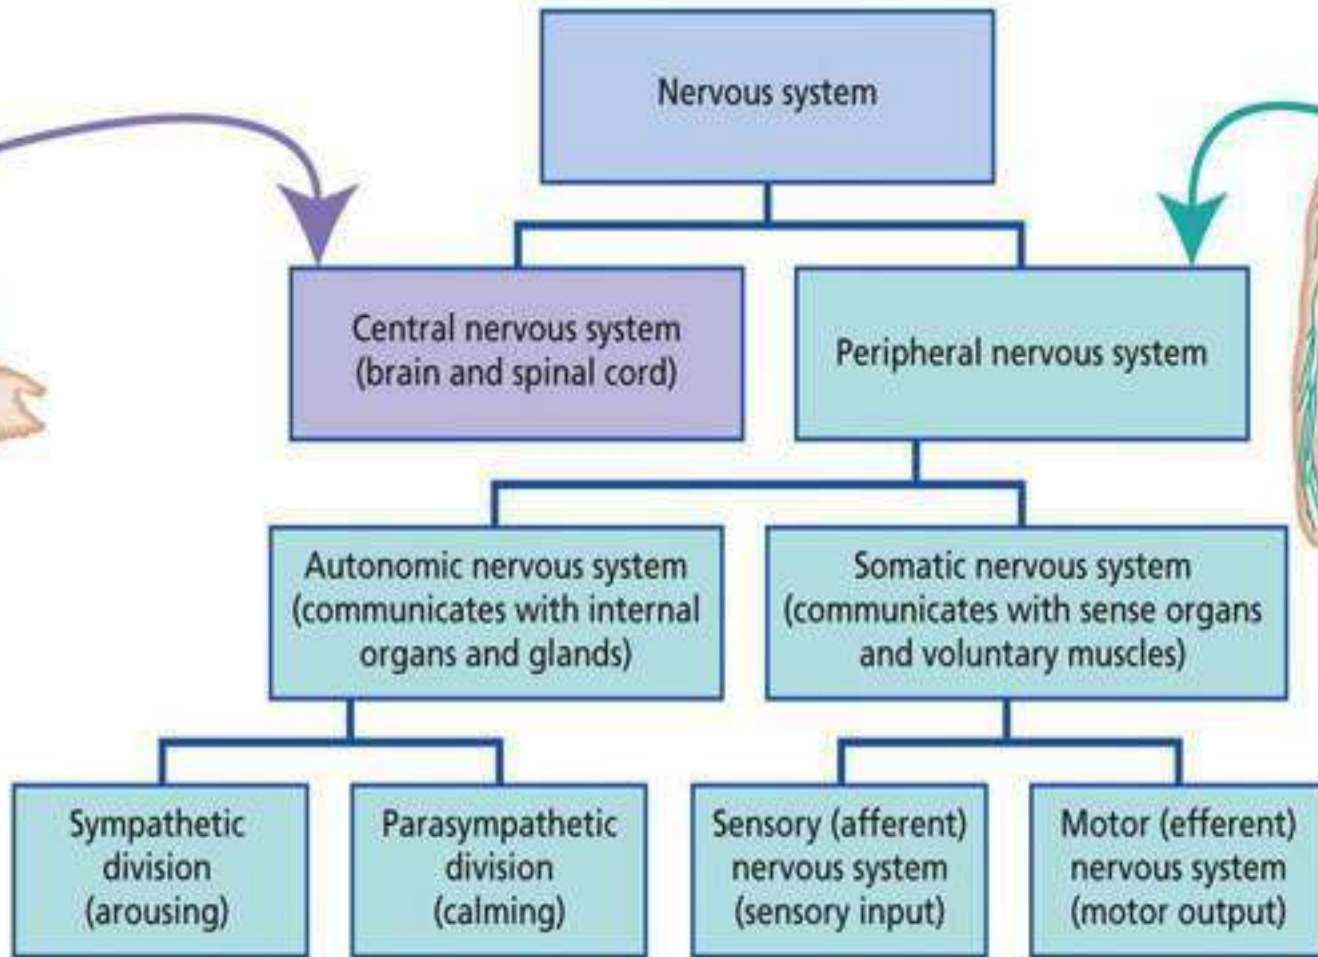 Nervous system
Central nervous system
(brain and spinal cord)
Peripheral nervous system
Autonomic nervous system
(communicates with internal
organs and glands)
Somatic nervous system
(communicates with sense organs
and voluntary muscles)
Sympathetic
division
(arousing)
Parasympathetic
division
(calming)
Sensory (afferent)
nervous system
(sensory input)
Motor (efferent)
nervous system
(motor output)